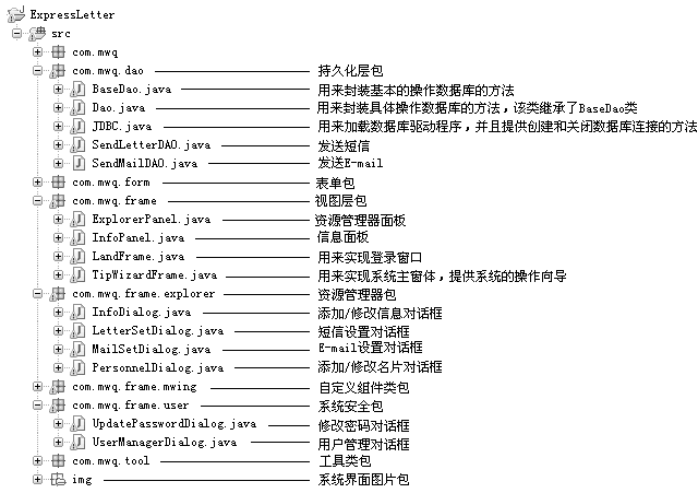 ExpressLetter
src
com.mwq
com.mwq.dao 持久化层包
BaseDao.java 用来封装基本的操作数据库的方法
Dao.java 用来封装具体操作数据库的方法，该类继承了BaseDao类
JDBC.java 用来加载数据库驱动程序，并且提供创建和关闭数据库连接的方法
SendLetterDAO.java 发送短信
SendMailDAO.java 发送E-mail
com.mwq.form 表单包
com.mwq.frame 视图层包
ExplorerPanel.java 资源管理器面板
InfoPanel.java 信息面板
LandFrame.java 用来实现登录窗口
TipWizardFrame.java 用来实现系统主窗体，提供系统的操作向导
com.mwq.frame.explorer 资源管理器包
InfoDialog.java 添加/修改信息对话框
LetterSetDialog.java 短信设置对话框
MailSetDialog.java E-mail设置对话框
PersonnelDialog.java 添加/修改名片对话框
com.mwq.frame.mwing 自定义组件类包
com.mwq.frame.user 系统安全包
UpdatePasswordDialog.java 修改密码对话框
UserManagerDialog.java 用户管理对话框
com.mwq.tool 工具类包
img 系统界面图片包